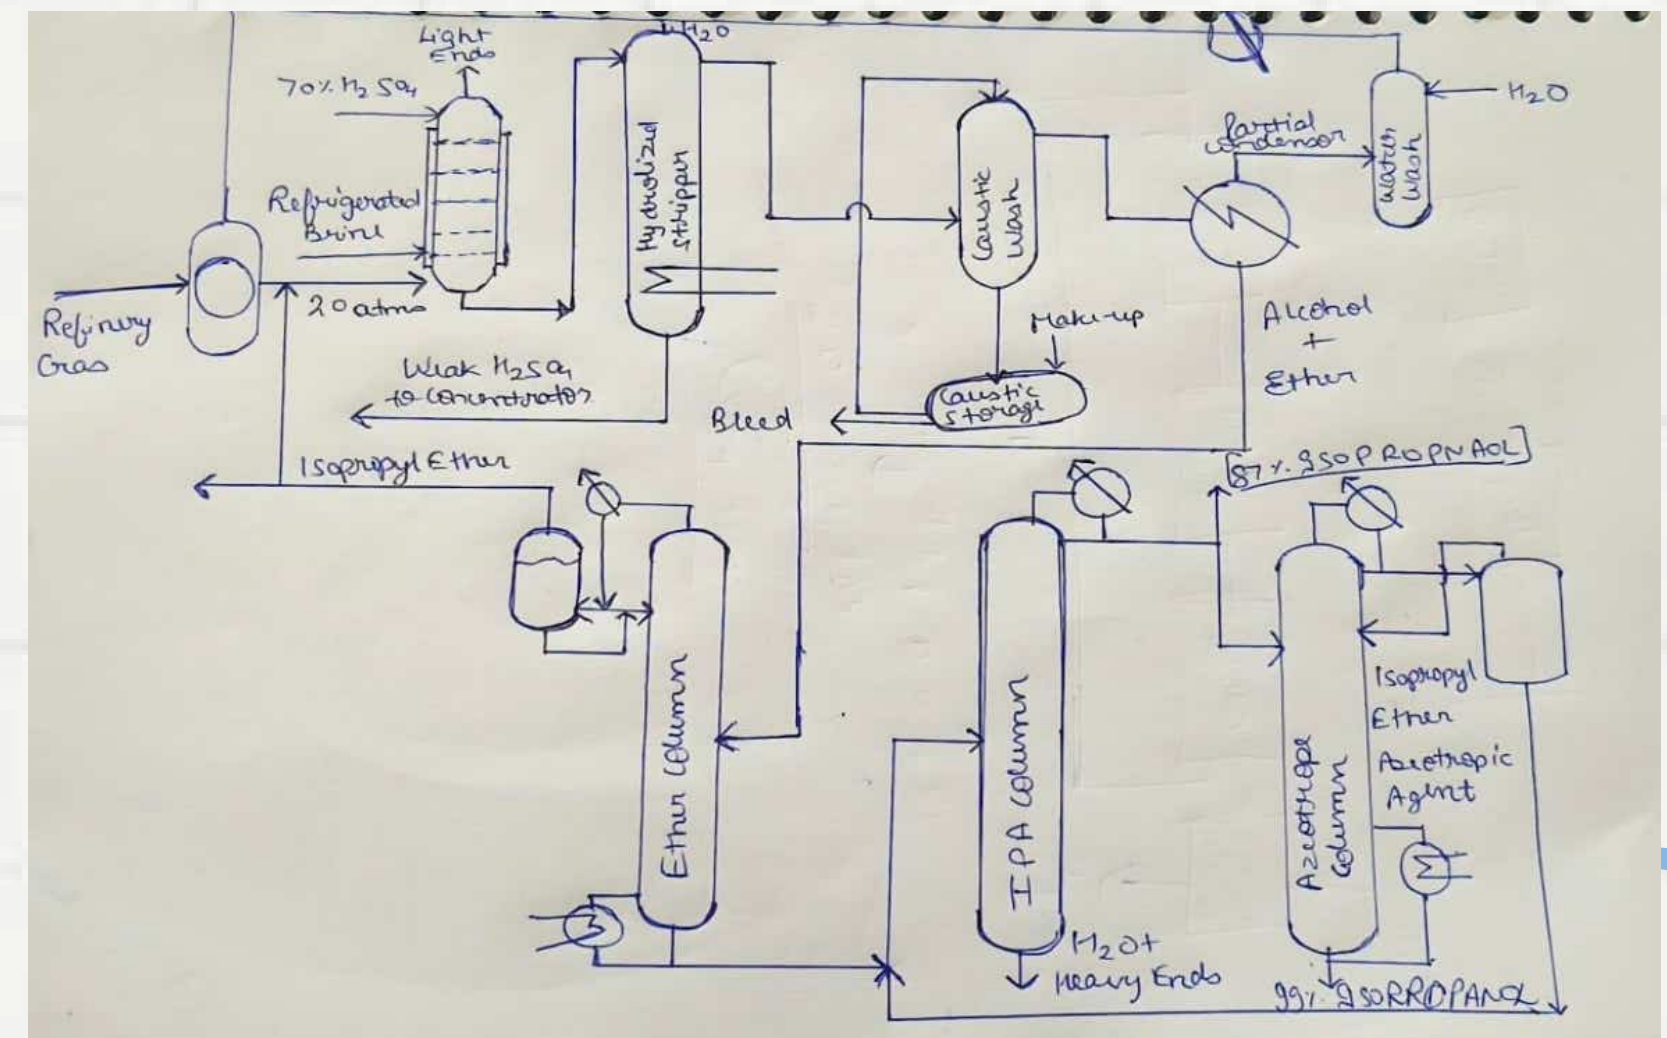 Light
Ends
70% H2SO4
Refrigerated
Brine
Refinery
Gas
20 atms
H2O
Hydrolized
Stripper
Weak H2SO4
to concentrator
Caustic
Wash
Make-up
Caustic
Storage
Bleed
Partial
Condensor
Water
Wash
H2O
Alcohol
+
Ether
Isopropyl Ether
Ether Column
IPA Column
H2O+
Heavy Ends
[87% ISOPROPNAOL]
Azeotrope
Column
Isopropyl
Ether
Azeotropic
Agent
99% ISORROPANOL